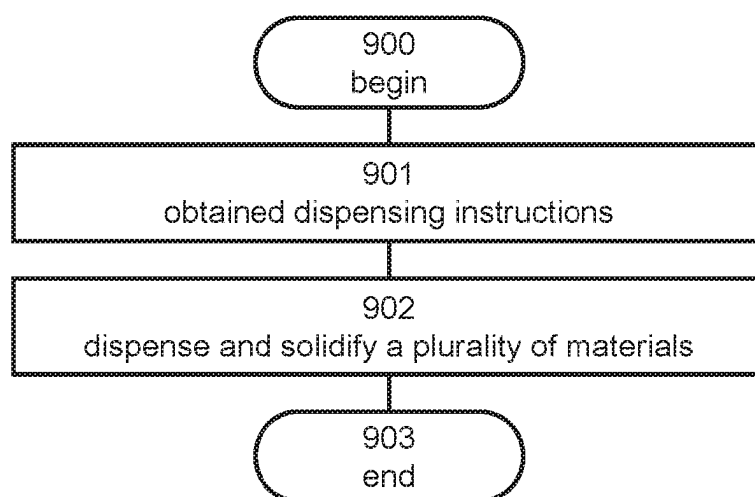 900
begin
901
obtained dispensing instructions
902
dispense and solidify a plurality of materials
903
end